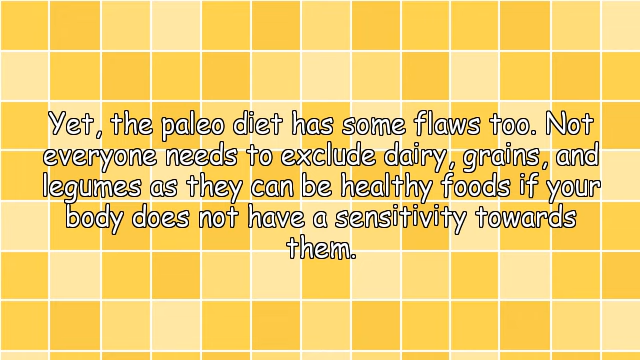 Yet, the paleo diet has some flaws too. Not
everyone needs to exclude dairy, grains, and
legumes as they can be healthy foods if your
body does not have a sensitivity towards
them.